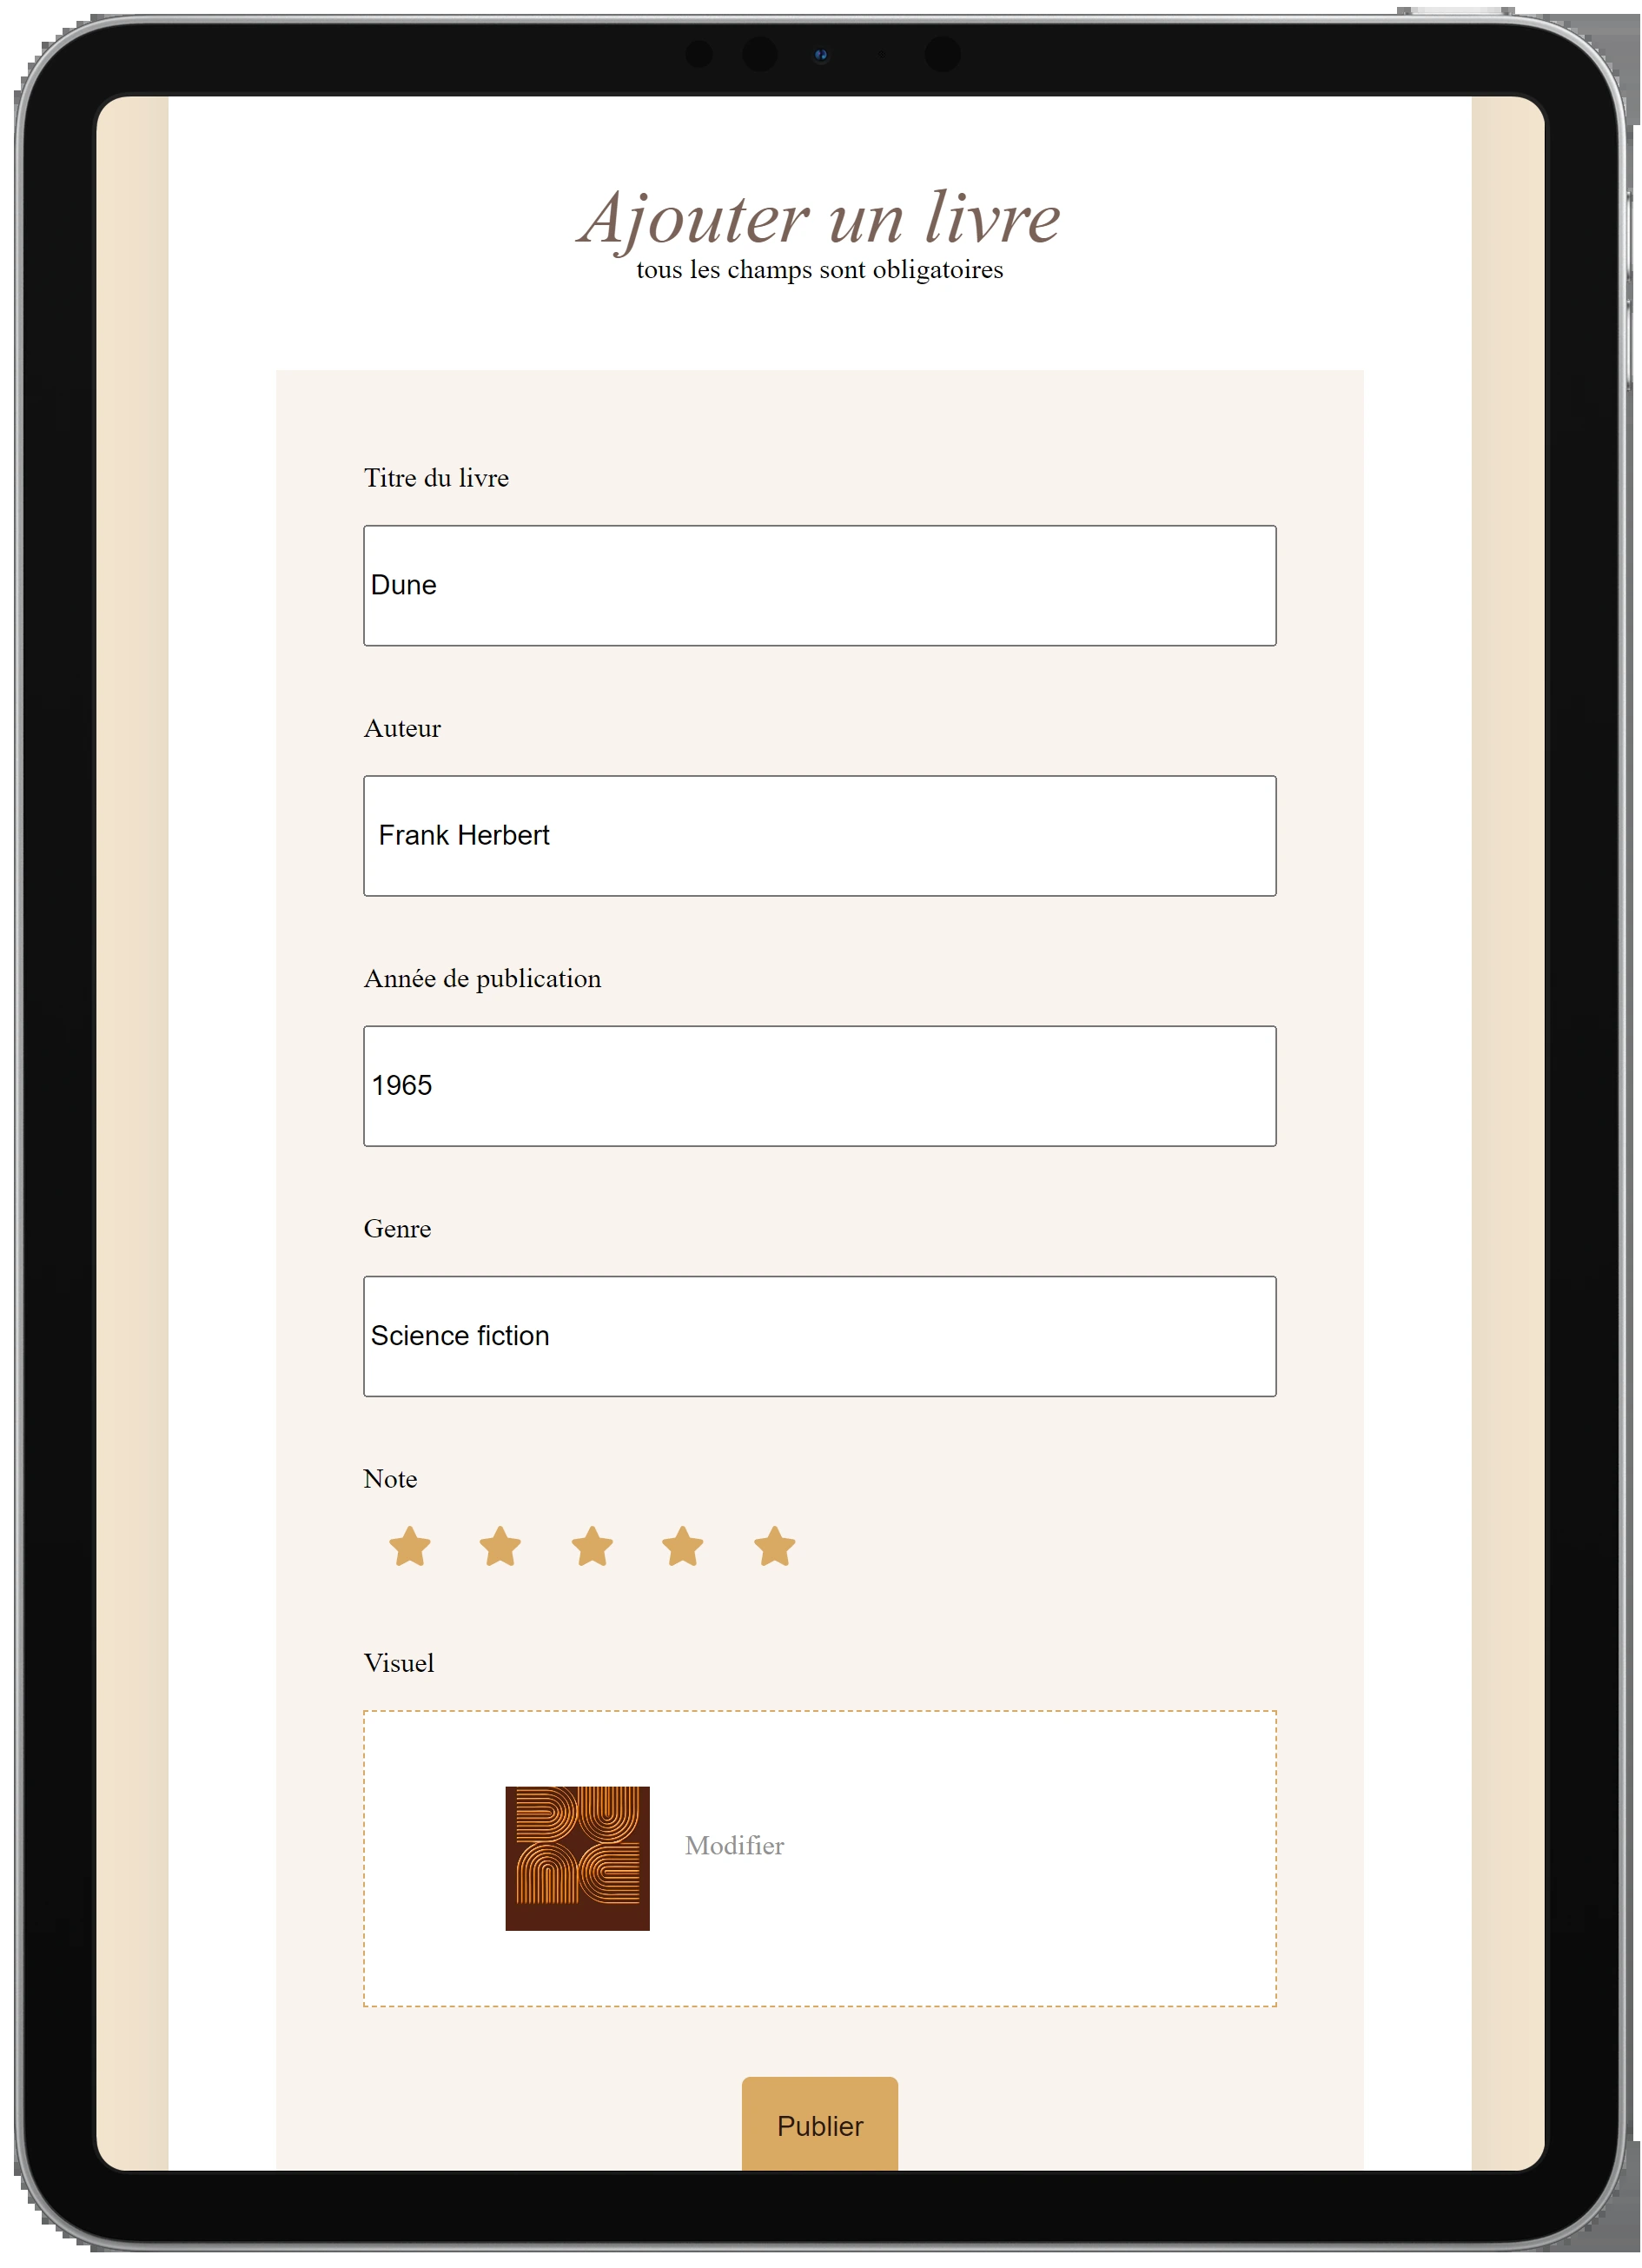 Ajouter un livre
tous les champs sont obligatoires
Titre du livre
Dune
Auteur
Frank Herbert
Année de publication
1965
Genre
Science fiction
Note
Visuel
Modifier
Publier